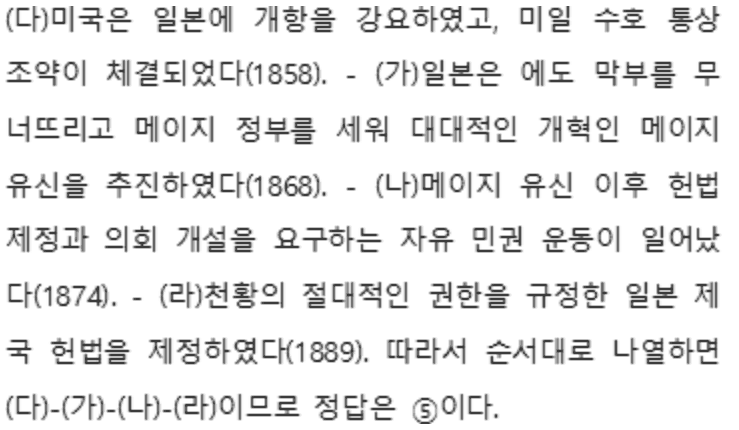 (다)미국은 일본에 개항을 강요하였고, 미일 수호 통상
조약이 체결되었다(1858). - (가)일본은 에도 막부를 무
너뜨리고 메이지 정부를 세워 대대적인 개혁인 메이지
유신을 추진하였다(1868). - (나)메이지 유신 이후 헌법
제정과 의회 개설을 요구하는 자유 민권 운동이 일어났
다(1874). - (라)천황의 절대적인 권한을 규정한 일본 제
국 헌법을 제정하였다(1889). 따라서 순서대로 나열하면
(다)-(가)-(나)-(라)이므로 정답은 ⑤이다.